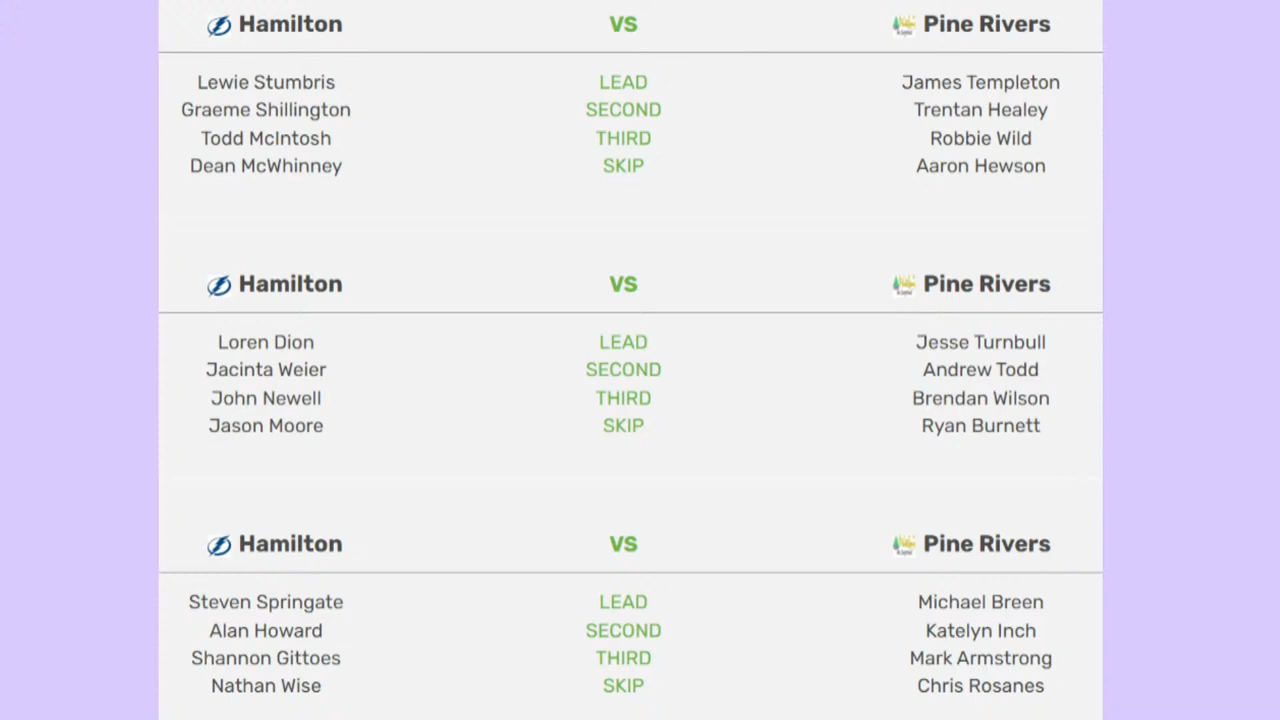 Hamilton VS Pine Rivers
Lewie Stumbris LEAD James Templeton
Graeme Shillington SECOND Trentan Healey
Todd McIntosh THIRD Robbie Wild
Dean McWhinney SKIP Aaron Hewson
Hamilton VS Pine Rivers
Loren Dion LEAD Jesse Turnbull
Jacinta Weier SECOND Andrew Todd
John Newell THIRD Brendan Wilson
Jason Moore SKIP Ryan Burnett
Hamilton VS Pine Rivers
Steven Springate LEAD Michael Breen
Alan Howard SECOND Katelyn Inch
Shannon Gittoes THIRD Mark Armstrong
Nathan Wise SKIP Chris Rosanes